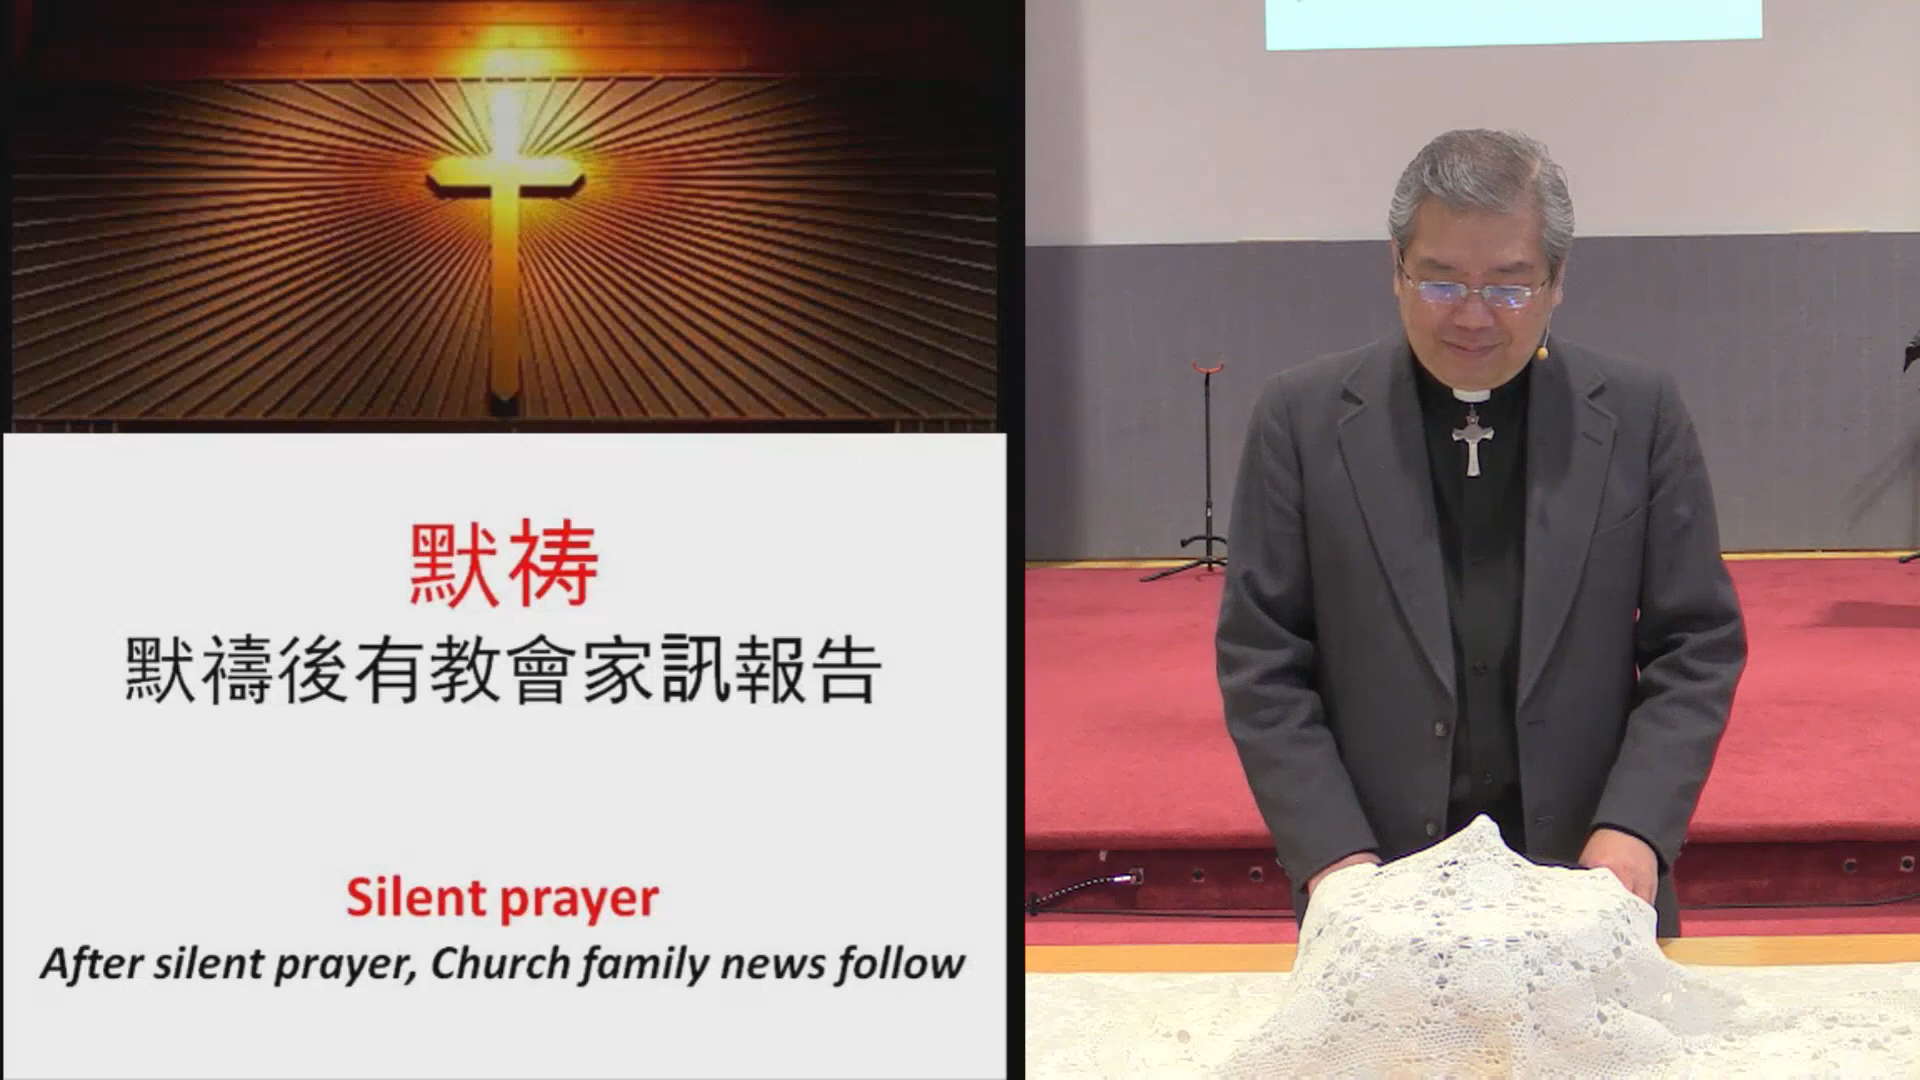 默祷
默禱後有教會家訊報告
Silent prayer
After silent prayer, Church family news follow